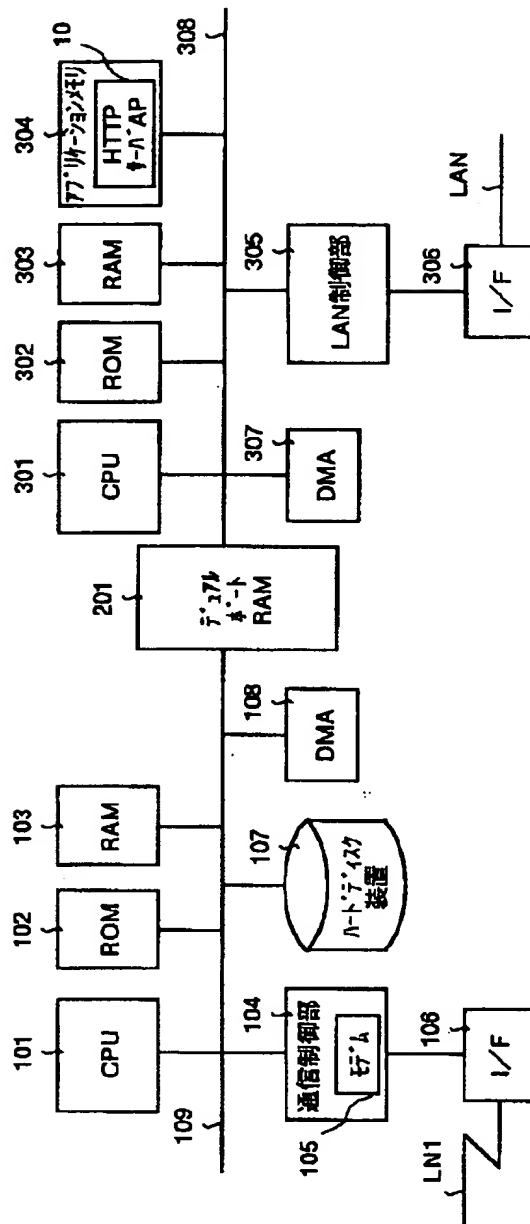 101
CPU
102
ROM
103
RAM
109
104
通信制御部
モデム
105
106
I/F
LN1
107
ハードディスク
装置
108
DMA
201
デュアル
ポート
RAM
301
CPU
302
ROM
303
RAM
304
アプリケーションメモリ
HTTP
サーバAP
10
308
307
DMA
305
LAN制御部
306
I/F
LAN